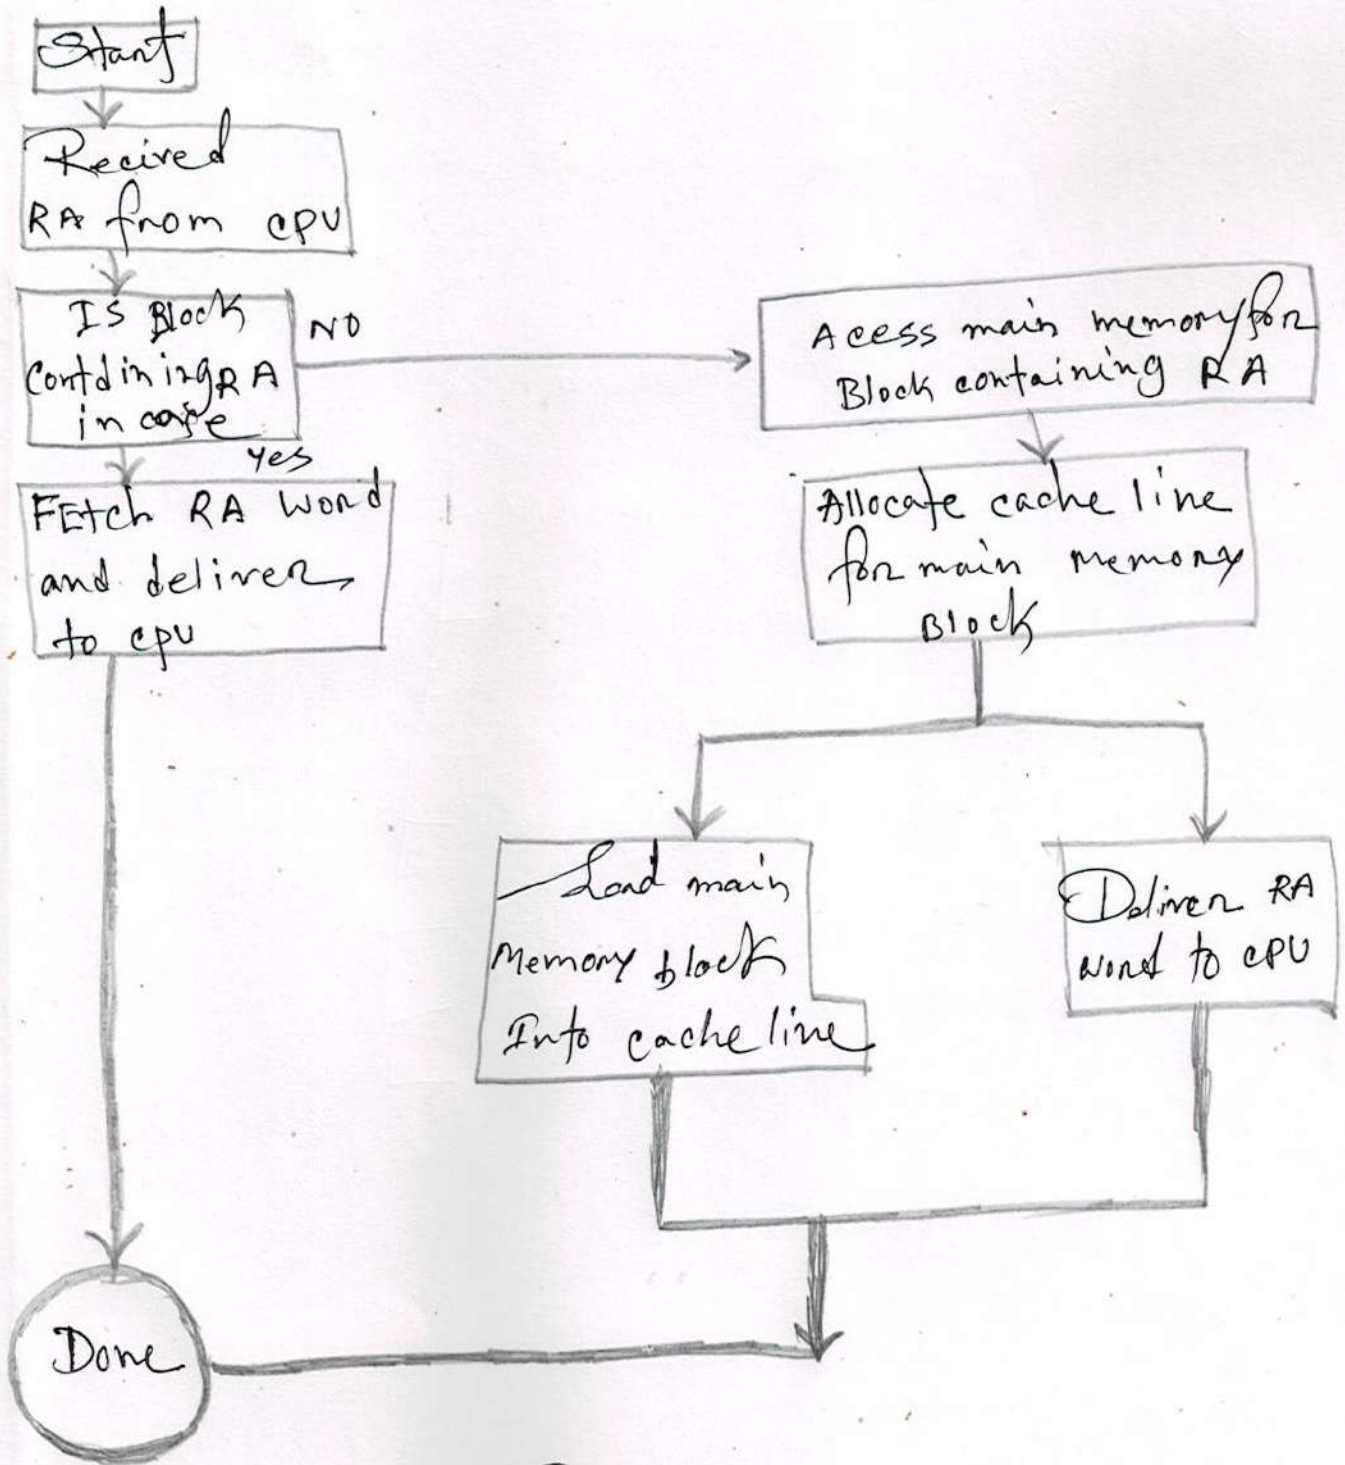 Start
Recived
RA from CPU
Is Block
Containing RA
in
NO
Yes
FEtch RA word
and deliver
to cpu
Acess main memory for
Block containing RA
Allocate cache line
for main memory
Block
Load main
Memory block
Into cache line
Deliver RA
word to CPU
Done